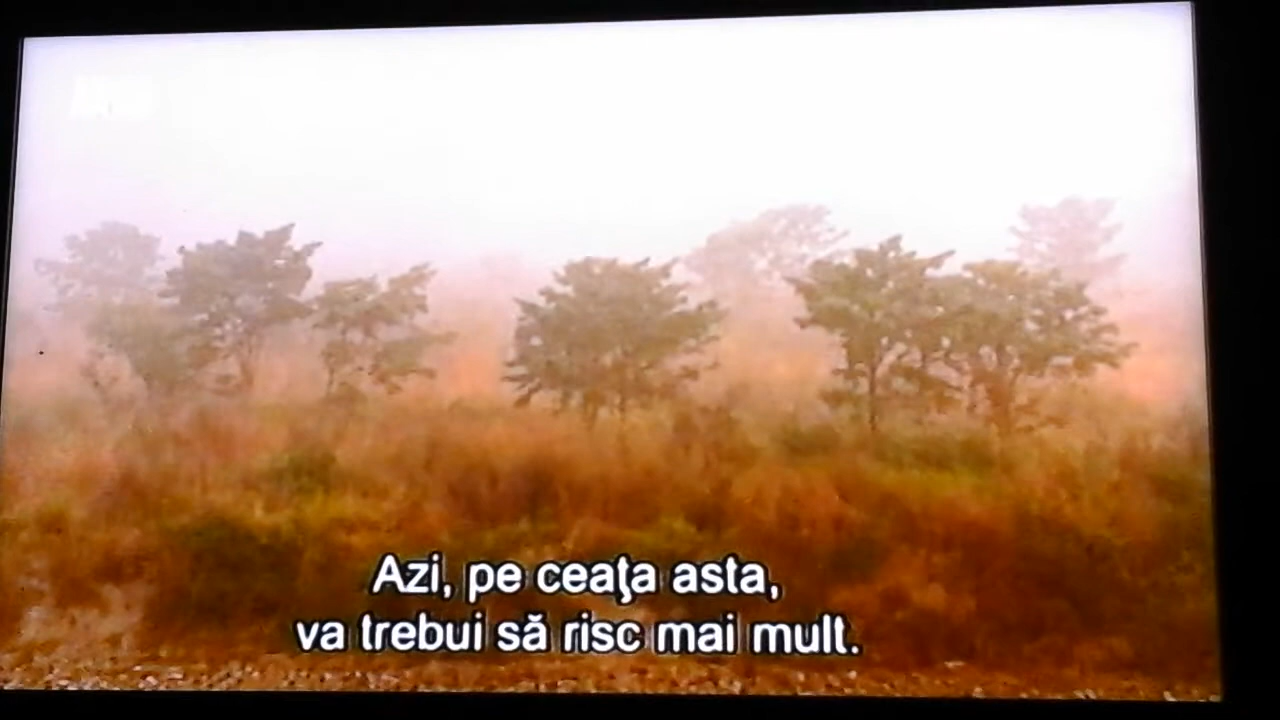 Azi, pe ceaţa asta,
va trebui să risc mai mult.